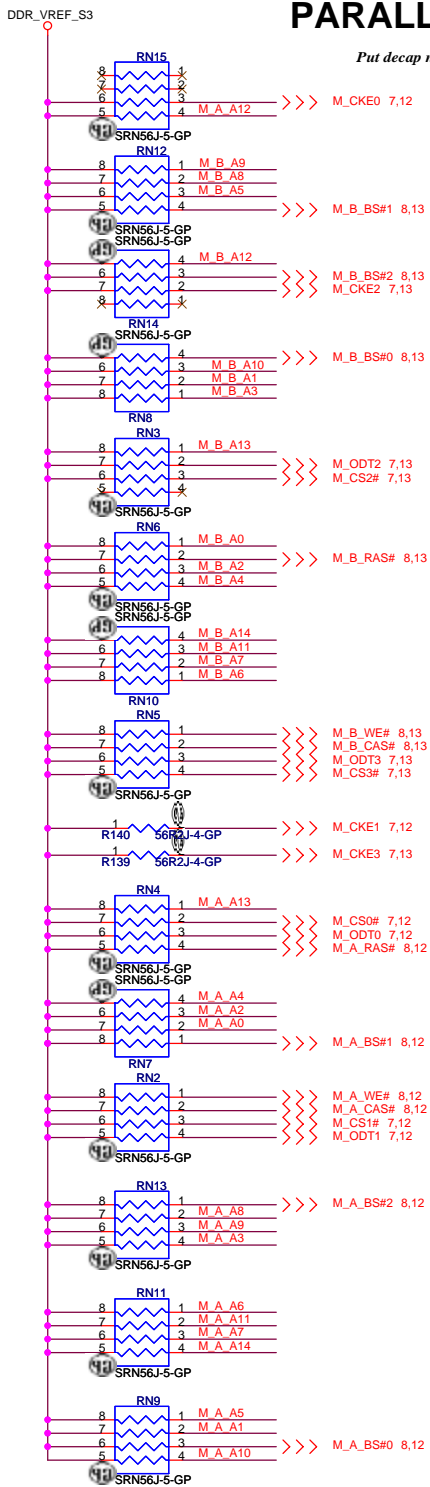 PARALL
DDR_VREF_S3
Put decap n
RN15
8 1
7 2
6 3 M_CKE0 7,12
5 4 M_A_A12
SRN56J-5-GP
RN12
8 1 M_B_A9
7 2 M_B_A8
6 3 M_B_A5
5 4 M_B_BS#1 8,13
SRN56J-5-GP
SRN56J-5-GP
4 M_B_A12
6 3 M_B_BS#2 8,13
7 2 M_CKE2 7,13
8 1
RN14
SRN56J-5-GP
4 M_B_BS#0 8,13
6 3 M_B_A10
7 2 M_B_A1
8 1 M_B_A3
RN8
RN3
8 1 M_B_A13
7 2 M_ODT2 7,13
6 3 M_CS2# 7,13
5 4
SRN56J-5-GP
RN6
8 1 M_B_A0
7 2 M_B_RAS# 8,13
6 3 M_B_A2
5 4 M_B_A4
SRN56J-5-GP
SRN56J-5-GP
4 M_B_A14
6 3 M_B_A11
7 2 M_B_A7
8 1 M_B_A6
RN10
RN5
8 1 M_B_WE# 8,13
7 2 M_B_CAS# 8,13
6 3 M_ODT3 7,13
5 4 M_CS3# 7,13
SRN56J-5-GP
1 M_CKE1 7,12
R140 56R2J-4-GP
1 M_CKE3 7,13
R139 56R2J-4-GP
RN4
8 1 M_A_A13
7 2 M_CS0# 7,12
6 3 M_ODT0 7,12
5 4 M_A_RAS# 8,12
SRN56J-5-GP
SRN56J-5-GP
4 M_A_A4
6 3 M_A_A2
7 2 M_A_A0
8 1 M_A_BS#1 8,12
RN7
RN2
8 1 M_A_WE# 8,12
7 2 M_A_CAS# 8,12
6 3 M_CS1# 7,12
5 4 M_ODT1 7,12
SRN56J-5-GP
RN13
8 1 M_A_BS#2 8,12
7 2 M_A_A8
6 3 M_A_A9
5 4 M_A_A3
SRN56J-5-GP
RN11
8 1 M_A_A6
7 2 M_A_A11
6 3 M_A_A7
5 4 M_A_A14
SRN56J-5-GP
RN9
8 1 M_A_A5
7 2 M_A_A1
6 3 M_A_BS#0 8,12
5 4 M_A_A10
SRN56J-5-GP